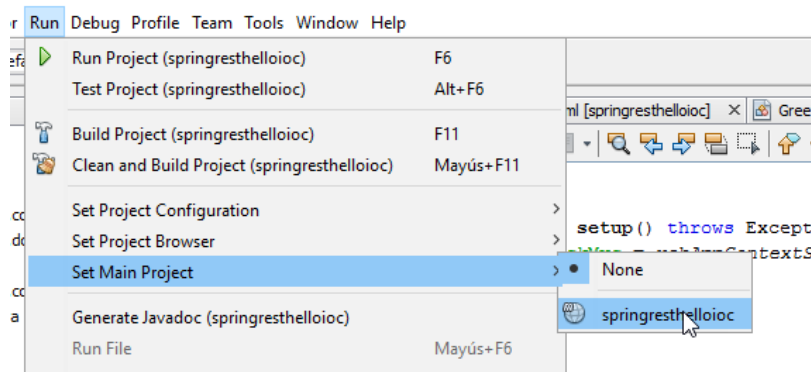 r Run Debug Profile Team Tools Window Help
Run Project (springresthelloioc) F6
Test Project (springresthelloioc) Alt+F6
ml [springresthelloioc] Gree
Build Project (springresthelloioc) F11
Clean and Build Project (springresthelloioc) Mayús+F11
Set Project Configuration
setup() throws Except
Set Project Browser
Set Main Project
None
springresthelloioc
Generate Javadoc (springresthelloioc)
Run File Mayús+F6